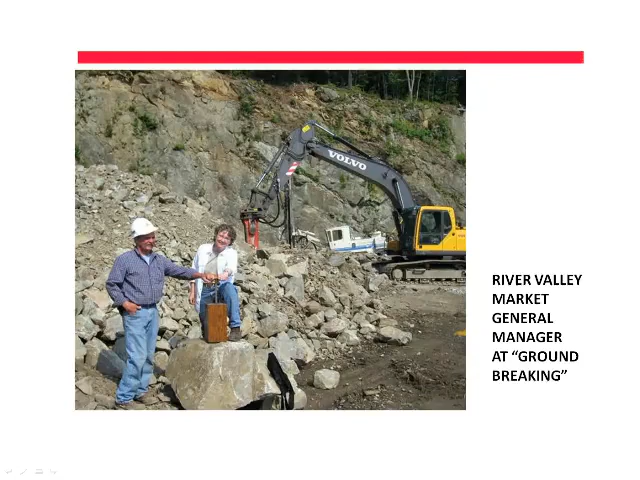 VOLVO
RIVER VALLEY
MARKET
GENERAL
MANAGER
AT “GROUND
BREAKING”